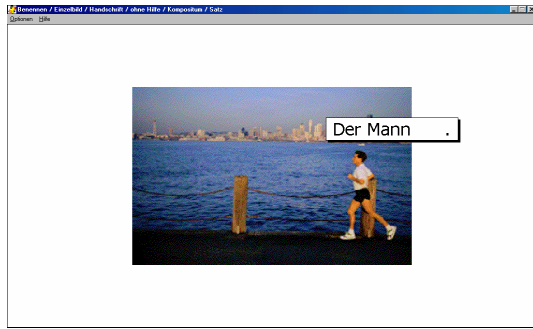 Benennen / Einzelbild / Handschrift / ohne Hilfe / Kompositum / Satz
Optionen Hilfe
Der Mann .